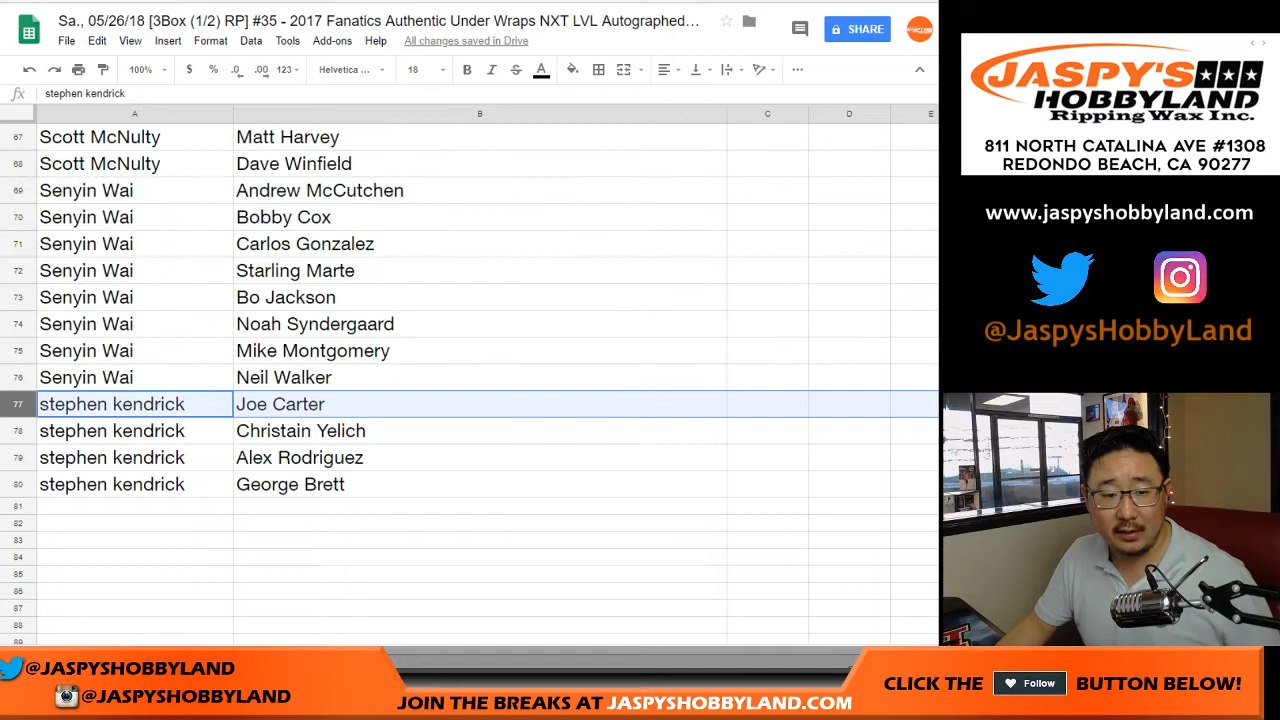 Sa., 05/26/18 [3Box (1/2) RP] #35 - 2017 Fanatics Authentic Under Wraps NXT LVL Autographed...
File Edit View Insert Format Data Tools Add-ons Help All changes saved in Drive
SHARE
100% $ % .0 .00 123 Helvetica ... 18 B I S A
fx stephen kendrick
A B C D E
67 Scott McNulty Matt Harvey
68 Scott McNulty Dave Winfield
69 Senyin Wai Andrew McCutchen
70 Senyin Wai Bobby Cox
71 Senyin Wai Carlos Gonzalez
72 Senyin Wai Starling Marte
73 Senyin Wai Bo Jackson
74 Senyin Wai Noah Syndergaard
75 Senyin Wai Mike Montgomery
76 Senyin Wai Neil Walker
77 stephen kendrick Joe Carter
78 stephen kendrick Christain Yelich
79 stephen kendrick Alex Rodriguez
80 stephen kendrick George Brett
81
82
83
84
85
86
87
88
89
JASPY'S
HOBBYLAND
Ripping Wax Inc.
811 NORTH CATALINA AVE #1308
REDONDO BEACH, CA 90277
www.jaspyshobbyland.com
@JaspysHobbyLand
@JASPYSHOBBYLAND
@JASPYSHOBBYLAND
JOIN THE BREAKS AT JASPYSHOBBYLAND.COM
CLICK THE Follow BUTTON BELOW!